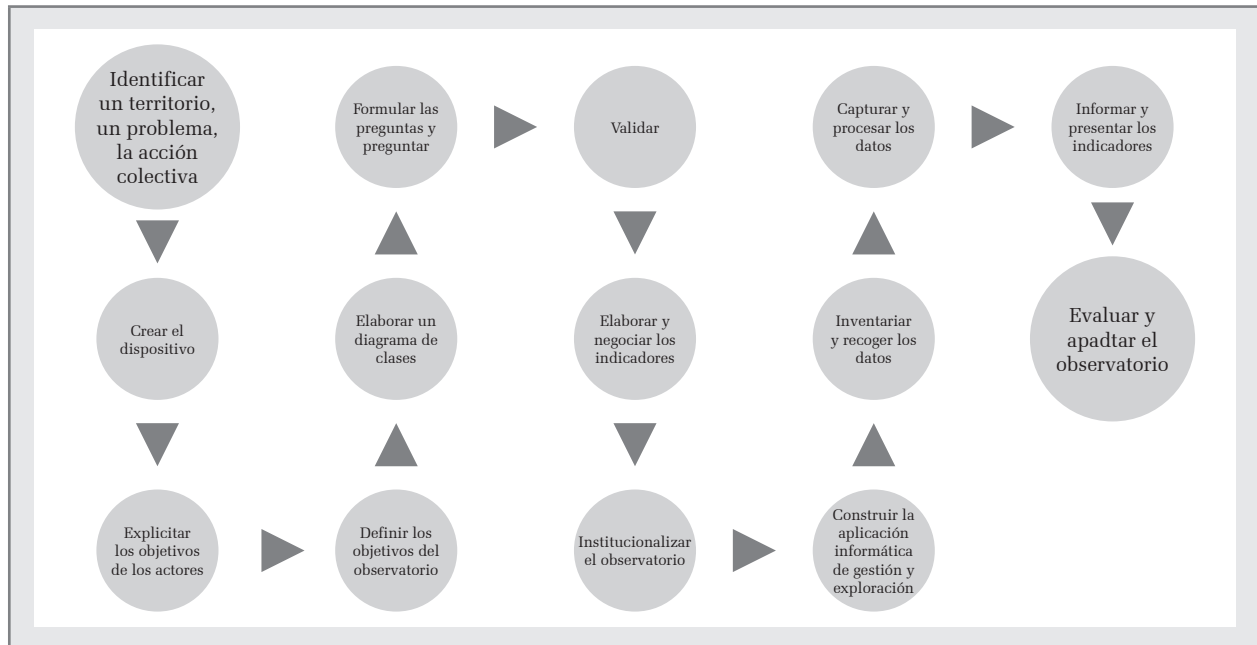 Identificar
un territorio,
un problema,
la acción
colectiva
Crear el
dispositivo
Explicitar
los objetivos
de los actores
Definir los
objetivos del
observatorio
Elaborar un
diagrama de
clases
Formular las
preguntas y
preguntar
Validar
Elaborar y
negociar los
indicadores
Institucionalizar
el observatorio
Construir la
aplicación
informática
de gestión y
exploración
Inventariar
y recoger los
datos
Capturar y
procesar los
datos
Informar y
presentar los
indicadores
Evaluar y
apadtar el
observatorio